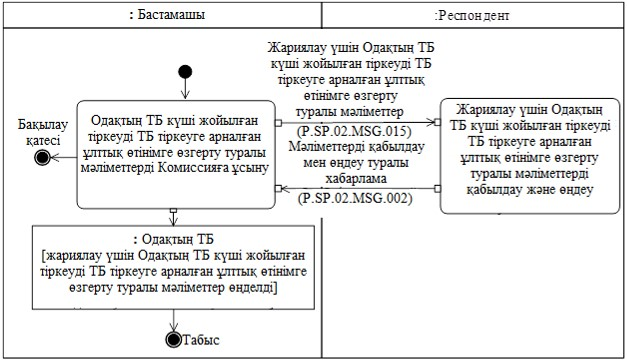 : Бастамашы
:Респондент
Жариялау үшін Одақтың ТБ
күші жойылған тіркеуді ТБ
тіркеуге арналған ұлттық
өтінімге өзгерту
туралы мәліметтер
(P.SP.02.MSG.015)
Мәліметтерді қабылдау
мен өңдеу туралы
хабарлама
(P.SP.02.MSG.002)
Бақылау
қатесі
Одақтың ТБ күші жойылған
тіркеуді ТБ тіркеуге арналған
ұлттық өтінімге өзгерту туралы
мәліметтерді Комиссияға ұсыну
Жариялау үшін Одақтың
ТБ күші жойылған тіркеуді
ТБ тіркеуге арналған
ұлттық өтінімге өзгерту
туралы мәліметтерді
қабылдау және өңдеу
: Одақтың ТБ
[жариялау үшін Одақтың ТБ күші жойылған
тіркеуді ТБ тіркеуге арналған ұлттық өтінімге
өзгерту туралы мәліметтер өңделді]
Табыс